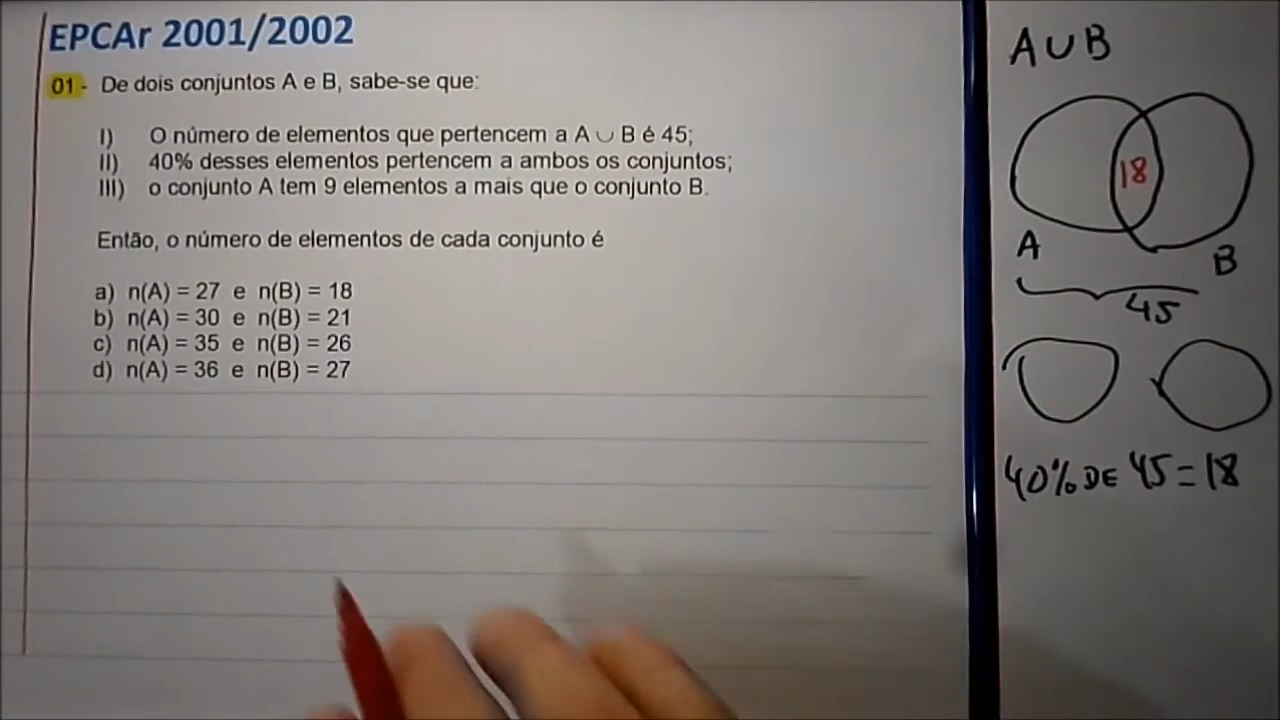 EPCAr 2001/2002
01 - De dois conjuntos A e B, sabe-se que:
I) O número de elementos que pertencem a A ∪ B é 45;
II) 40% desses elementos pertencem a ambos os conjuntos;
III) o conjunto A tem 9 elementos a mais que o conjunto B.
Então, o número de elementos de cada conjunto é
a) n(A) = 27 e n(B) = 18
b) n(A) = 30 e n(B) = 21
c) n(A) = 35 e n(B) = 26
d) n(A) = 36 e n(B) = 27
A ∪ B
18
A
B
45
40% DE 45 = 18